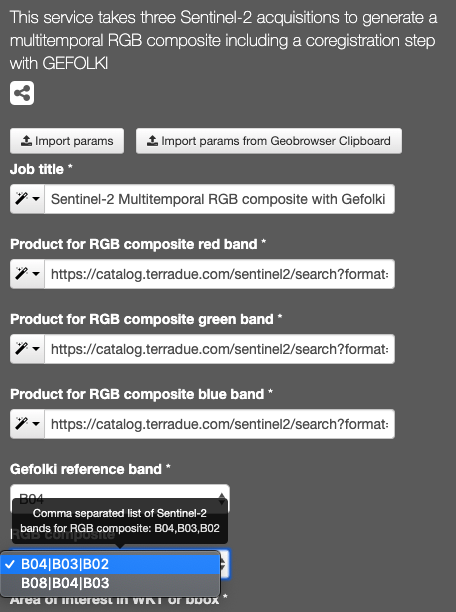 This service takes three Sentinel-2 acquisitions to generate a
multitemporal RGB composite including a coregistration step
with GEFOLKI
Import params
Import params from Geobrowser Clipboard
Job title *
Sentinel-2 Multitemporal RGB composite with Gefolki
Product for RGB composite red band *
https://catalog.terradue.com/sentinel2/search?format=
Product for RGB composite green band *
https://catalog.terradue.com/sentinel2/search?format=
Product for RGB composite blue band *
https://catalog.terradue.com/sentinel2/search?format=
Gefolki reference band *
B04
Comma separated list of Sentinel-2
bands for RGB composite: B04,B03,B02
RGB composite
B04|B03|B02
B08|B04|B03
Area of interest in WKT or bbox *